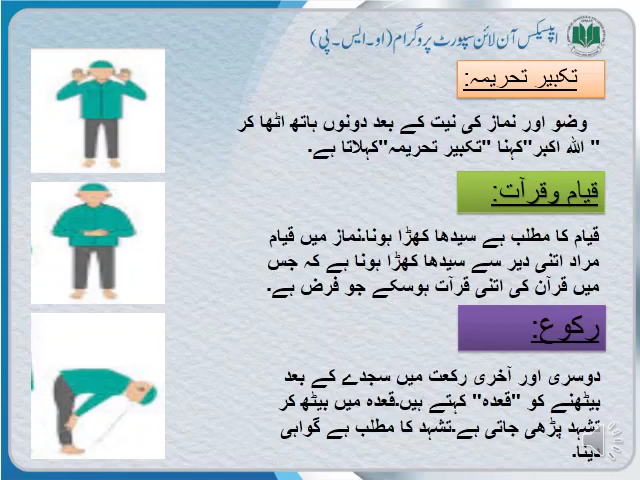 ایپسیکس آن لائن سپورٹ پروگرام (او۔ایس۔پی)
تکبیر تحریمہ:
وضو اور نماز کی نیت کے بعد دونوں ہاتھ اٹھا کر
" اللہ اکبر"کہنا "تکبیر تحریمہ"کہلاتا ہے۔
قیام وقرآت:
قیام کا مطلب ہے سیدھا کھڑا ہونا۔نماز میں قیام
مراد اتنی دیر سے سیدھا کھڑا ہونا ہے کہ جس
میں قرآن کی اتنی قرآت ہوسکے جو فرض ہے۔
رکوع:
دوسری اور آخری رکعت میں سجدے کے بعد
بیٹھنے کو "قعدہ" کہتے ہیں۔قعدہ میں بیٹھ کر
تشہد پڑھی جاتی ہے۔تشہد کا مطلب ہے گواہی
دینا۔